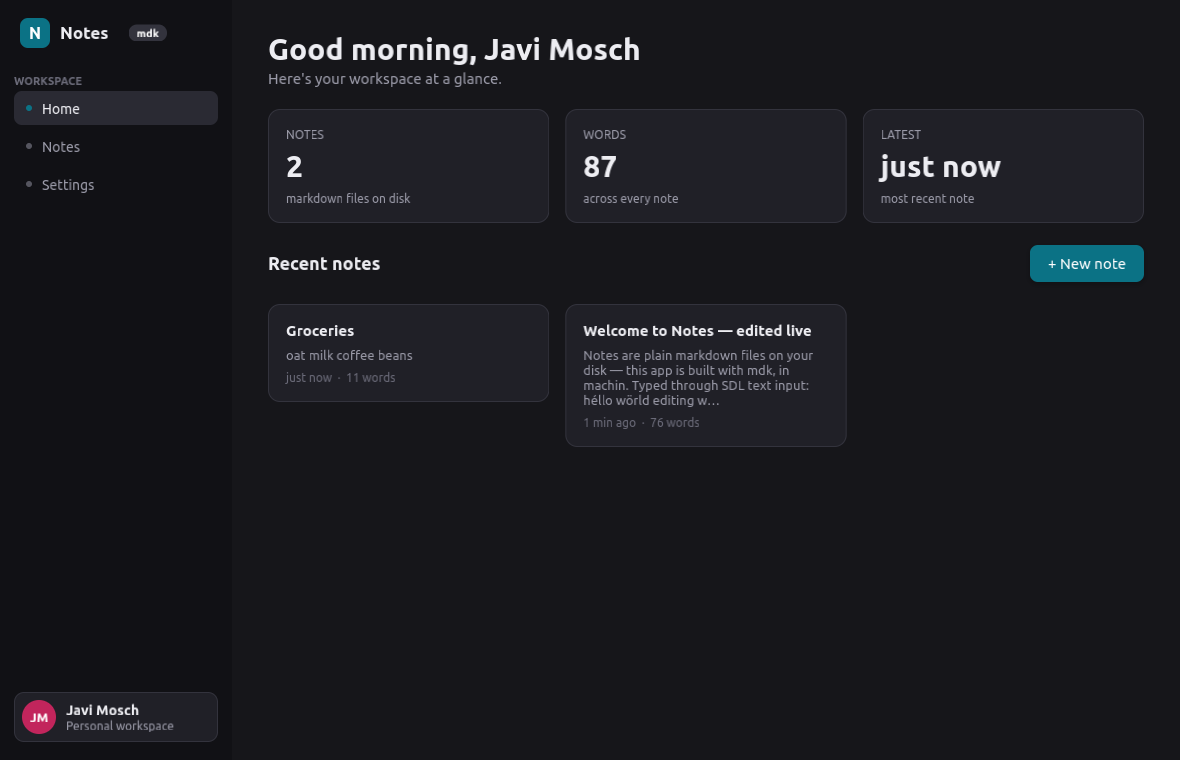 N Notes mdk
WORKSPACE
Home
Notes
Settings
JM Javi Mosch
Personal workspace
Good morning, Javi Mosch
Here's your workspace at a glance.
NOTES
2
markdown files on disk
WORDS
87
across every note
LATEST
just now
most recent note
Recent notes
+ New note
Groceries
oat milk coffee beans
just now · 11 words
Welcome to Notes — edited live
Notes are plain markdown files on your
disk — this app is built with mdk, in
machin. Typed through SDL text input:
héllo wörld editing w…
1 min ago · 76 words